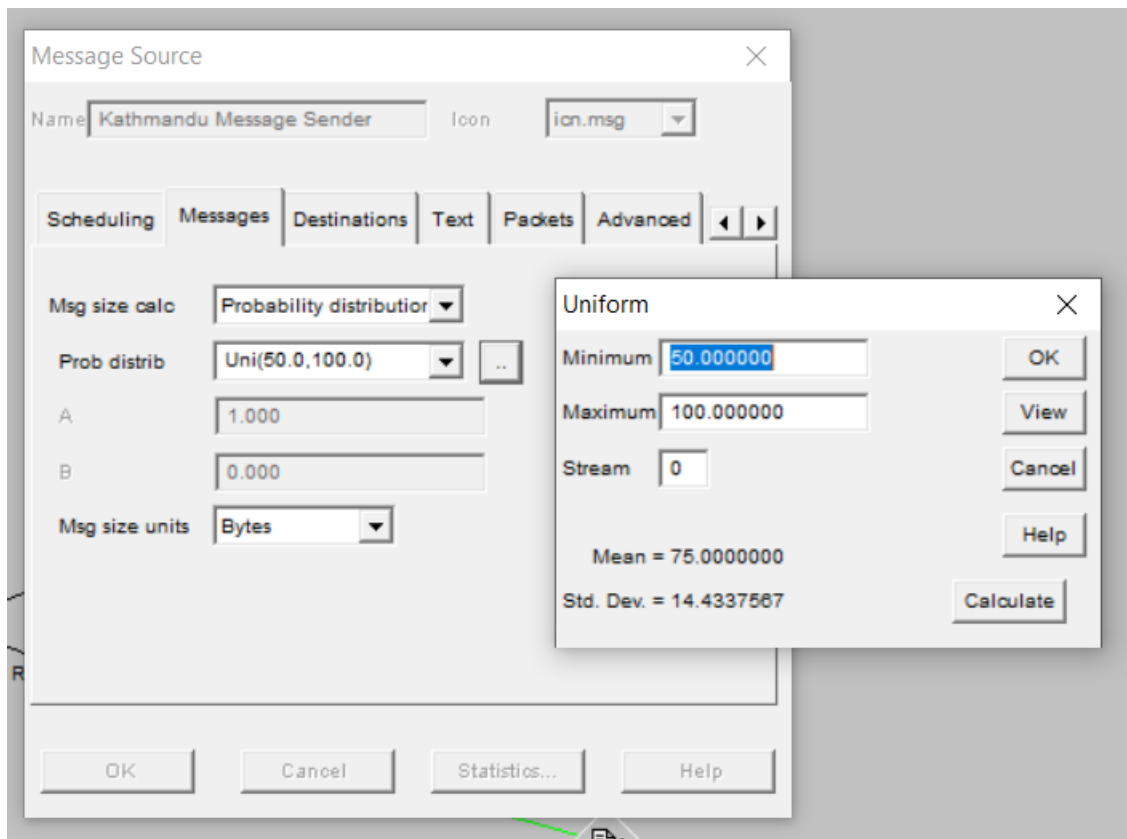 Message Source
Name Kathmandu Message Sender Icon icn.msg
Scheduling Messages Destinations Text Packets Advanced
Msg size calc Probability distribution
Prob distrib Uni(50.0,100.0) ..
A 1.000
B 0.000
Msg size units Bytes
OK Cancel Statistics... Help
Uniform
Minimum 50.000000 OK
Maximum 100.000000 View
Stream 0 Cancel
Help
Mean = 75.0000000
Std. Dev. = 14.4337567 Calculate
R